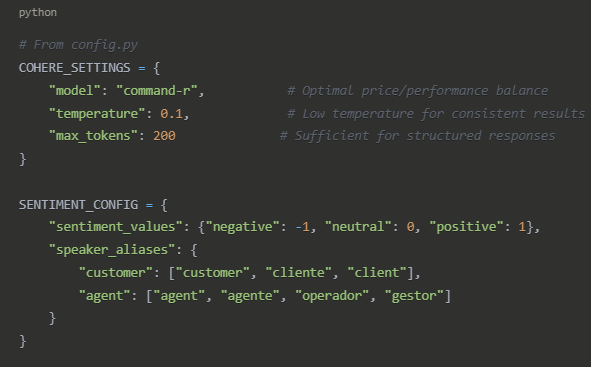 python
# From config.py
COHERE_SETTINGS = {
"model": "command-r", # Optimal price/performance balance
"temperature": 0.1, # Low temperature for consistent results
"max_tokens": 200 # Sufficient for structured responses
}
SENTIMENT_CONFIG = {
"sentiment_values": {"negative": -1, "neutral": 0, "positive": 1},
"speaker_aliases": {
"customer": ["customer", "cliente", "client"],
"agent": ["agent", "agente", "operador", "gestor"]
}
}